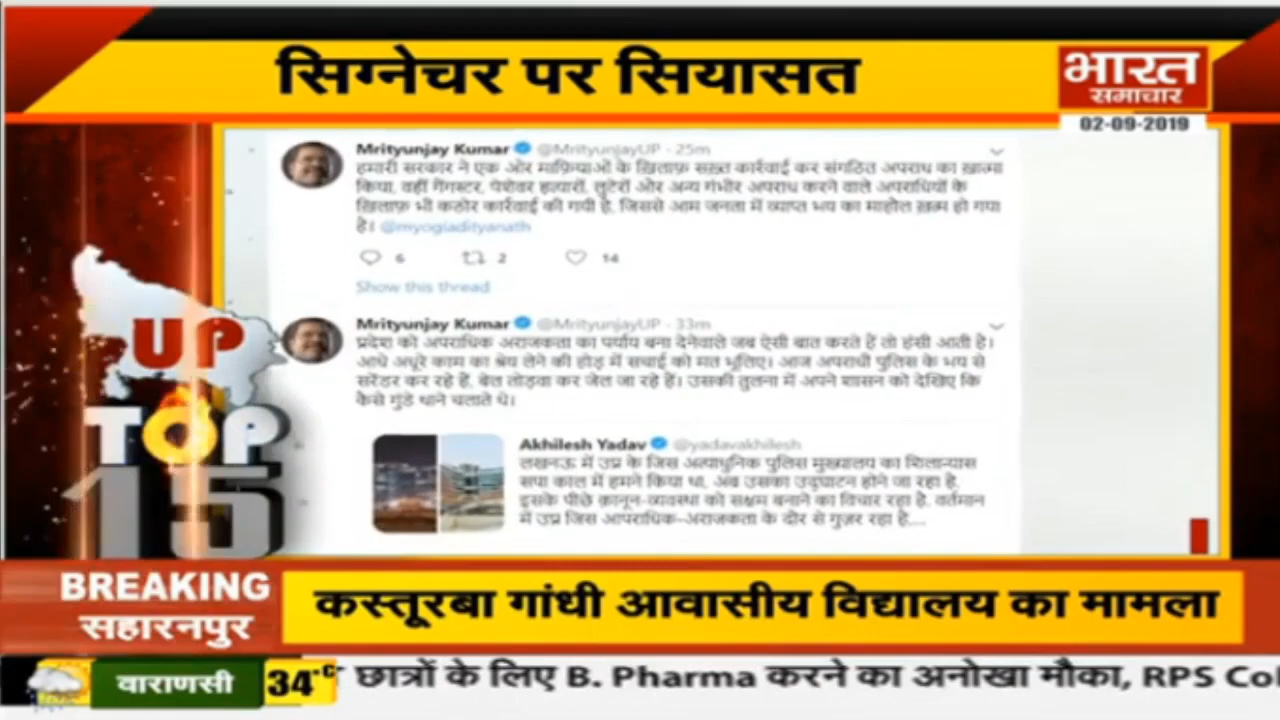 सिग्नेचर पर सियासत
भारत
समाचार
02-09-2019
Mrityunjay Kumar @MrityunjayUP · 25m
हमारी सरकार ने एक ओर माफ़ियाओं के ख़िलाफ़ सख़्त कार्रवाई कर संगठित अपराध का ख़ात्मा
किया, वहीं गैंगस्टर, पेशेवर हत्यारों, लुटेरों और अन्य गंभीर अपराध करने वाले अपराधियों के
ख़िलाफ़ भी कठोर कार्रवाई की गयी है, जिससे आम जनता में व्याप्त भय का माहौल ख़त्म हो गया
है। @myogiadityanath
6 2 14
Show this thread
Mrityunjay Kumar @MrityunjayUP · 33m
प्रदेश को अपराधिक अराजकता का पर्याय बना देनेवाले जब ऐसी बात करते हैं तो हंसी आती है।
आधे अधूरे काम का श्रेय लेने की होड़ में सचाई को मत भूलिए। आज अपराधी पुलिस के भय से
सरेंडर कर रहे हैं, बेल तोड़वा कर जेल जा रहे हैं। उसकी तुलना में अपने शासन को देखिए कि
कैसे गुंडे थाने चलाते थे।
Akhilesh Yadav @yadavakhilesh
लखनऊ में उप्र के जिस अत्याधुनिक पुलिस मुख्यालय का शिलान्यास
सपा काल में हमने किया था, अब उसका उद्घाटन होने जा रहा है.
इसके पीछे क़ानून-व्यवस्था को सक्षम बनाने का विचार रहा है. वर्तमान
में उप्र जिस आपराधिक-अराजकता के दौर से गुज़र रहा है....
UP
TOP
15
BREAKING
सहारनपुर
कस्तूरबा गांधी आवासीय विद्यालय का मामला
वाराणसी 34°C छात्रों के लिए B. Pharma करने का अनोखा मौका, RPS Col